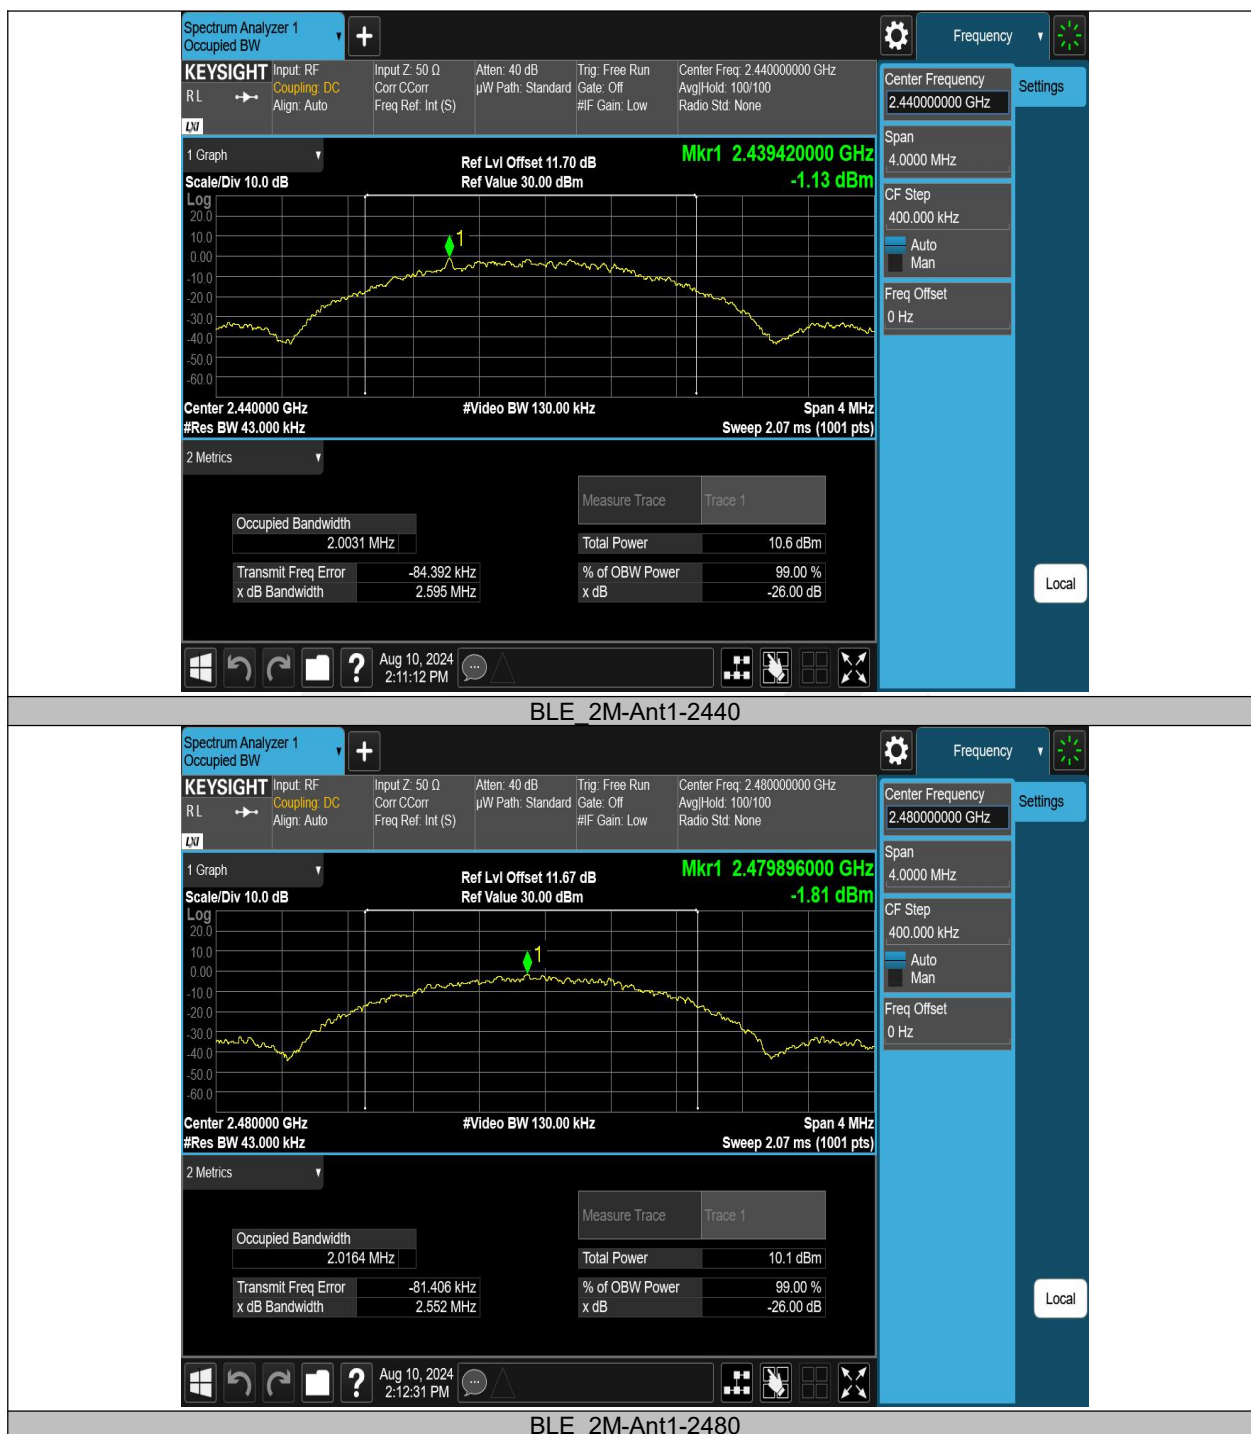 Spectrum Analyzer 1
Occupied BW
Frequency
KEYSIGHT
R L
LXI
Input: RF
Coupling: DC
Align: Auto
Input Z: 50 Ω
Corr CCorr
Freq Ref: Int (S)
Atten: 40 dB
µW Path: Standard
Trig: Free Run
Gate: Off
#IF Gain: Low
Center Freq: 2.440000000 GHz
Avg|Hold: 100/100
Radio Std: None
Center Frequency
2.440000000 GHz
Settings
Span
4.0000 MHz
CF Step
400.000 kHz
Auto
Man
Freq Offset
0 Hz
Local
1 Graph
Scale/Div 10.0 dB
Ref Lvl Offset 11.70 dB
Ref Value 30.00 dBm
Mkr1 2.439420000 GHz
-1.13 dBm
Log
20.0
10.0
0.00
-10.0
-20.0
-30.0
-40.0
-50.0
-60.0
1
Center 2.440000 GHz
#Res BW 43.000 kHz
#Video BW 130.00 kHz
Span 4 MHz
Sweep 2.07 ms (1001 pts)
2 Metrics
Measure Trace Trace 1
Occupied Bandwidth
2.0031 MHz
Total Power 10.6 dBm
Transmit Freq Error -84.392 kHz
% of OBW Power 99.00 %
x dB Bandwidth 2.595 MHz
x dB -26.00 dB
?
Aug 10, 2024
2:11:12 PM
BLE_2M-Ant1-2440
Spectrum Analyzer 1
Occupied BW
Frequency
KEYSIGHT
R L
LXI
Input: RF
Coupling: DC
Align: Auto
Input Z: 50 Ω
Corr CCorr
Freq Ref: Int (S)
Atten: 40 dB
µW Path: Standard
Trig: Free Run
Gate: Off
#IF Gain: Low
Center Freq: 2.480000000 GHz
Avg|Hold: 100/100
Radio Std: None
Center Frequency
2.480000000 GHz
Settings
Span
4.0000 MHz
CF Step
400.000 kHz
Auto
Man
Freq Offset
0 Hz
Local
1 Graph
Scale/Div 10.0 dB
Ref Lvl Offset 11.67 dB
Ref Value 30.00 dBm
Mkr1 2.479896000 GHz
-1.81 dBm
Log
20.0
10.0
0.00
-10.0
-20.0
-30.0
-40.0
-50.0
-60.0
1
Center 2.480000 GHz
#Res BW 43.000 kHz
#Video BW 130.00 kHz
Span 4 MHz
Sweep 2.07 ms (1001 pts)
2 Metrics
Measure Trace Trace 1
Occupied Bandwidth
2.0164 MHz
Total Power 10.1 dBm
Transmit Freq Error -81.406 kHz
% of OBW Power 99.00 %
x dB Bandwidth 2.552 MHz
x dB -26.00 dB
?
Aug 10, 2024
2:12:31 PM
BLE_2M-Ant1-2480